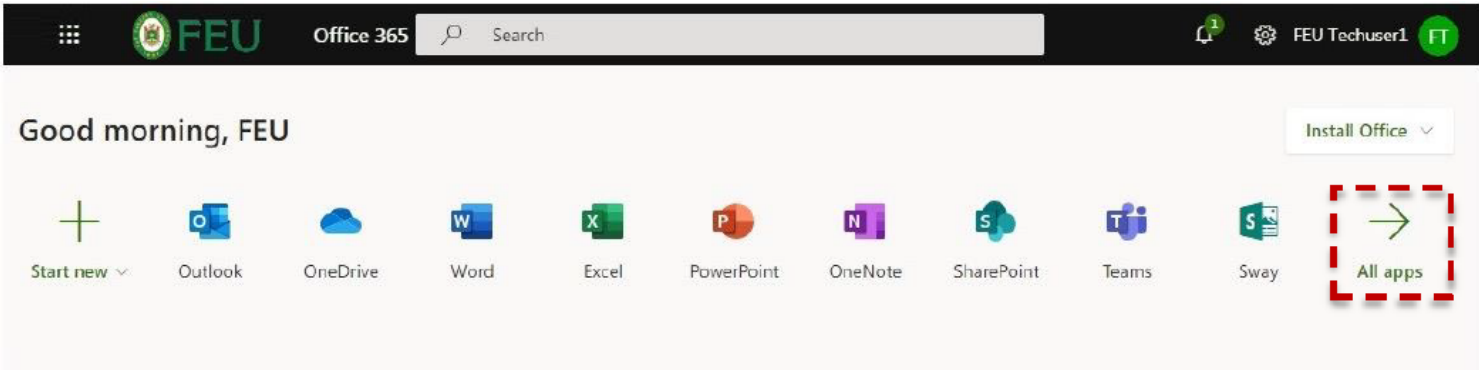 FEU Office 365 Search 1 FEU Techuser1 FT
Good morning, FEU
Install Office
Start new Outlook OneDrive Word Excel PowerPoint OneNote SharePoint Teams Sway All apps